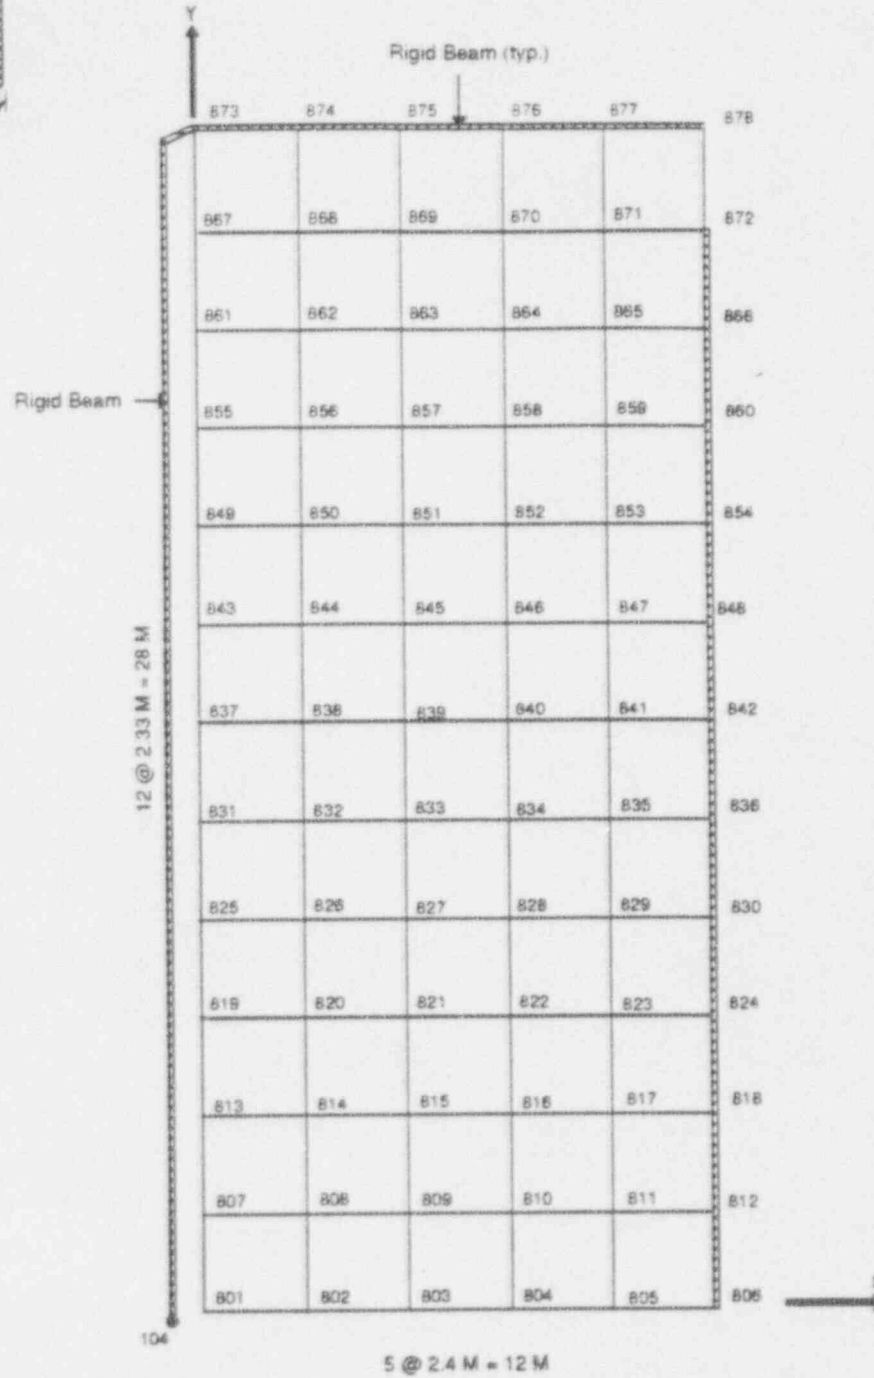 Y
Rigid Beam (typ.)
873 874 875 876 877 878
867 868 869 870 871 872
861 862 863 864 865 866
Rigid Beam
855 856 857 858 859 860
849 850 851 852 853 854
843 844 845 846 847 848
837 838 839 840 841 842
12 @ 2.33 M = 28 M
831 832 833 834 835 836
825 826 827 828 829 830
819 820 821 822 823 824
813 814 815 816 817 818
807 808 809 810 811 812
801 802 803 804 805 806
104
5 @ 2.4 M = 12 M